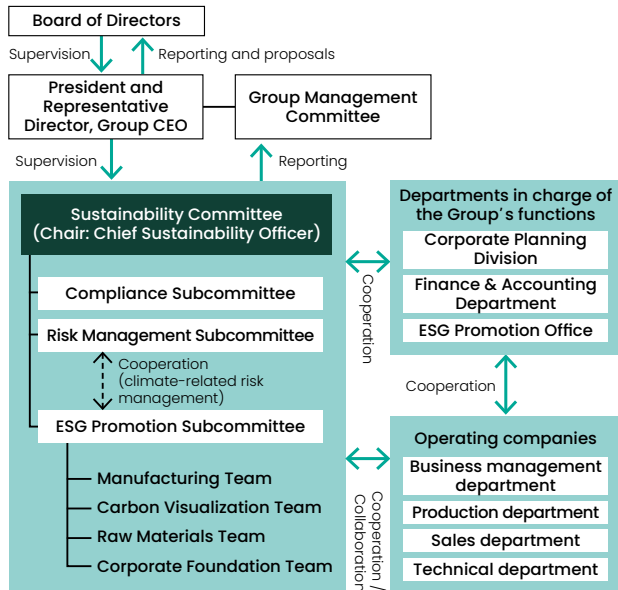 Board of Directors
Supervision
Reporting and proposals
President and
Representative
Director, Group CEO
Group Management
Committee
Supervision
Reporting
Sustainability Committee
(Chair: Chief Sustainability Officer)
Compliance Subcommittee
Risk Management Subcommittee
Cooperation
(climate-related risk
management)
ESG Promotion Subcommittee
Manufacturing Team
Carbon Visualization Team
Raw Materials Team
Corporate Foundation Team
Cooperation
Cooperation /
Collaboration
Departments in charge of
the Group's functions
Corporate Planning
Division
Finance & Accounting
Department
ESG Promotion Office
Cooperation
Operating companies
Business management
department
Production department
Sales department
Technical department